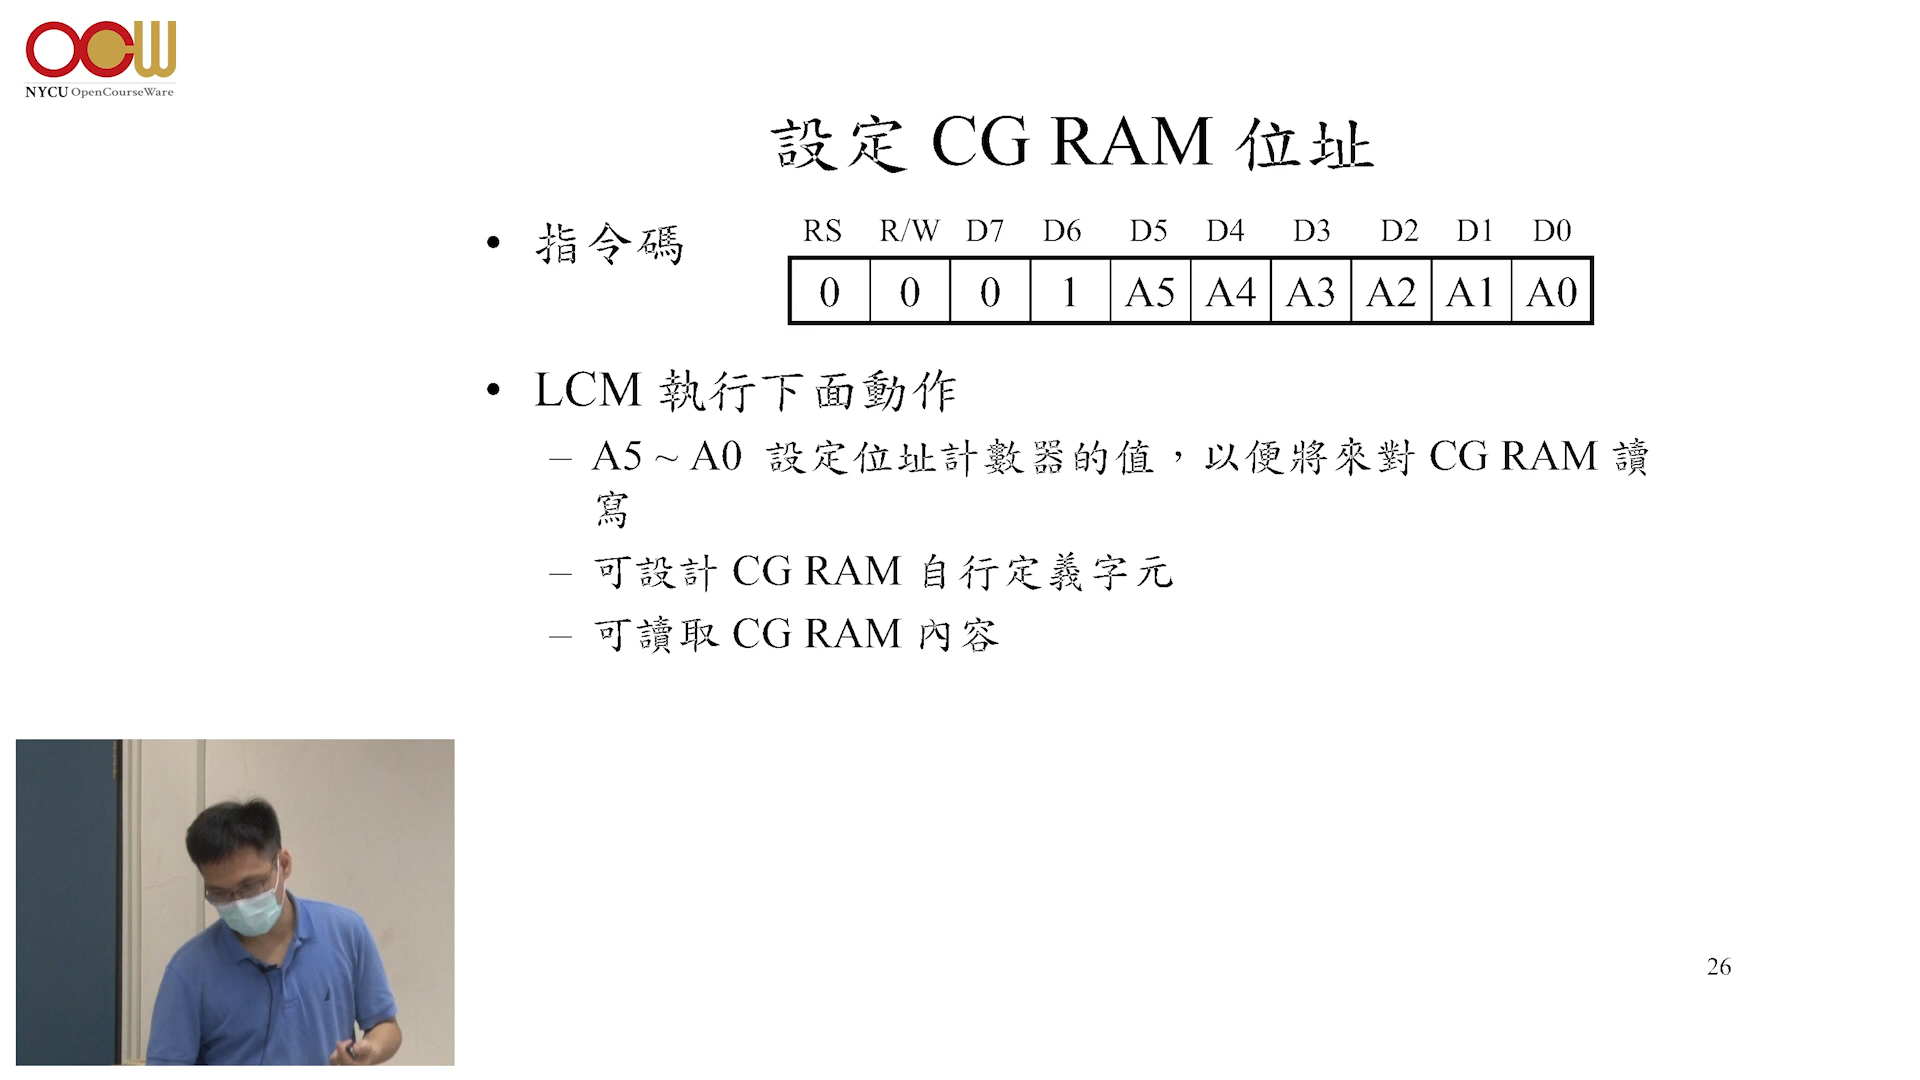 OCW
NYCU OpenCourseWare
設定 CG RAM 位址
• 指令碼
RS R/W D7 D6 D5 D4 D3 D2 D1 D0
0 0 0 1 A5 A4 A3 A2 A1 A0
• LCM 執行下面動作
– A5 ~ A0 設定位址計數器的值，以便將來對 CG RAM 讀
寫
– 可設計 CG RAM 自行定義字元
– 可讀取 CG RAM 內容
26